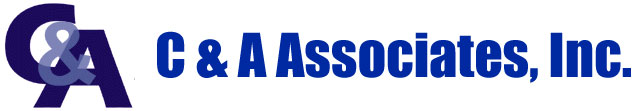 C&A C & A Associates, Inc.